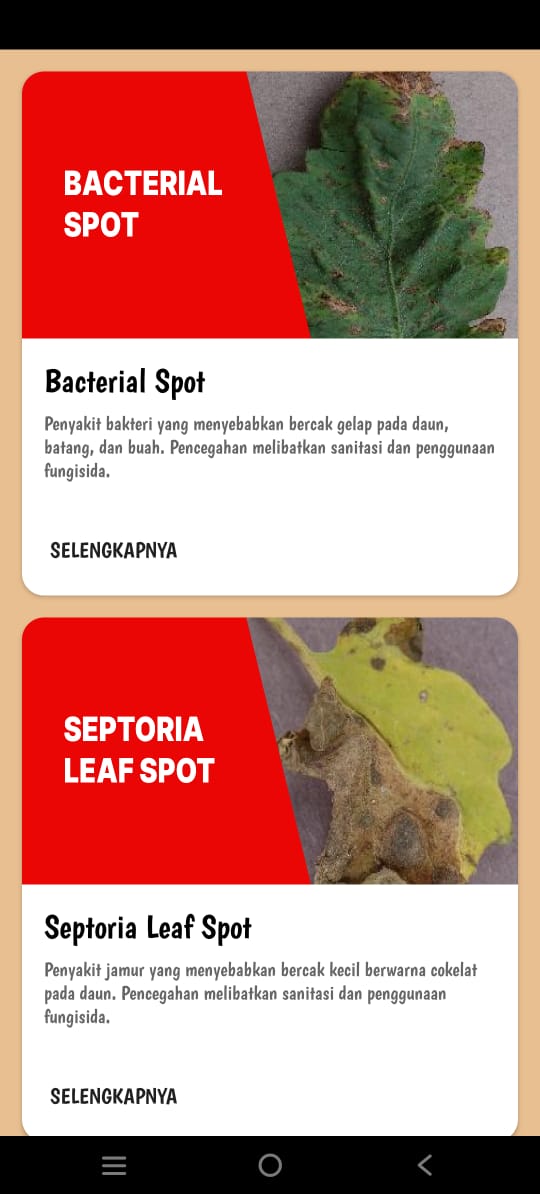 BACTERIAL
SPOT
Bacterial Spot
Penyakit bakteri yang menyebabkan bercak gelap pada daun,
batang, dan buah. Pencegahan melibatkan sanitasi dan penggunaan
fungisida.
SELENGKAPNYA
SEPTORIA
LEAF SPOT
Septoria Leaf Spot
Penyakit jamur yang menyebabkan bercak kecil berwarna cokelat
pada daun. Pencegahan melibatkan sanitasi dan penggunaan
fungisida.
SELENGKAPNYA